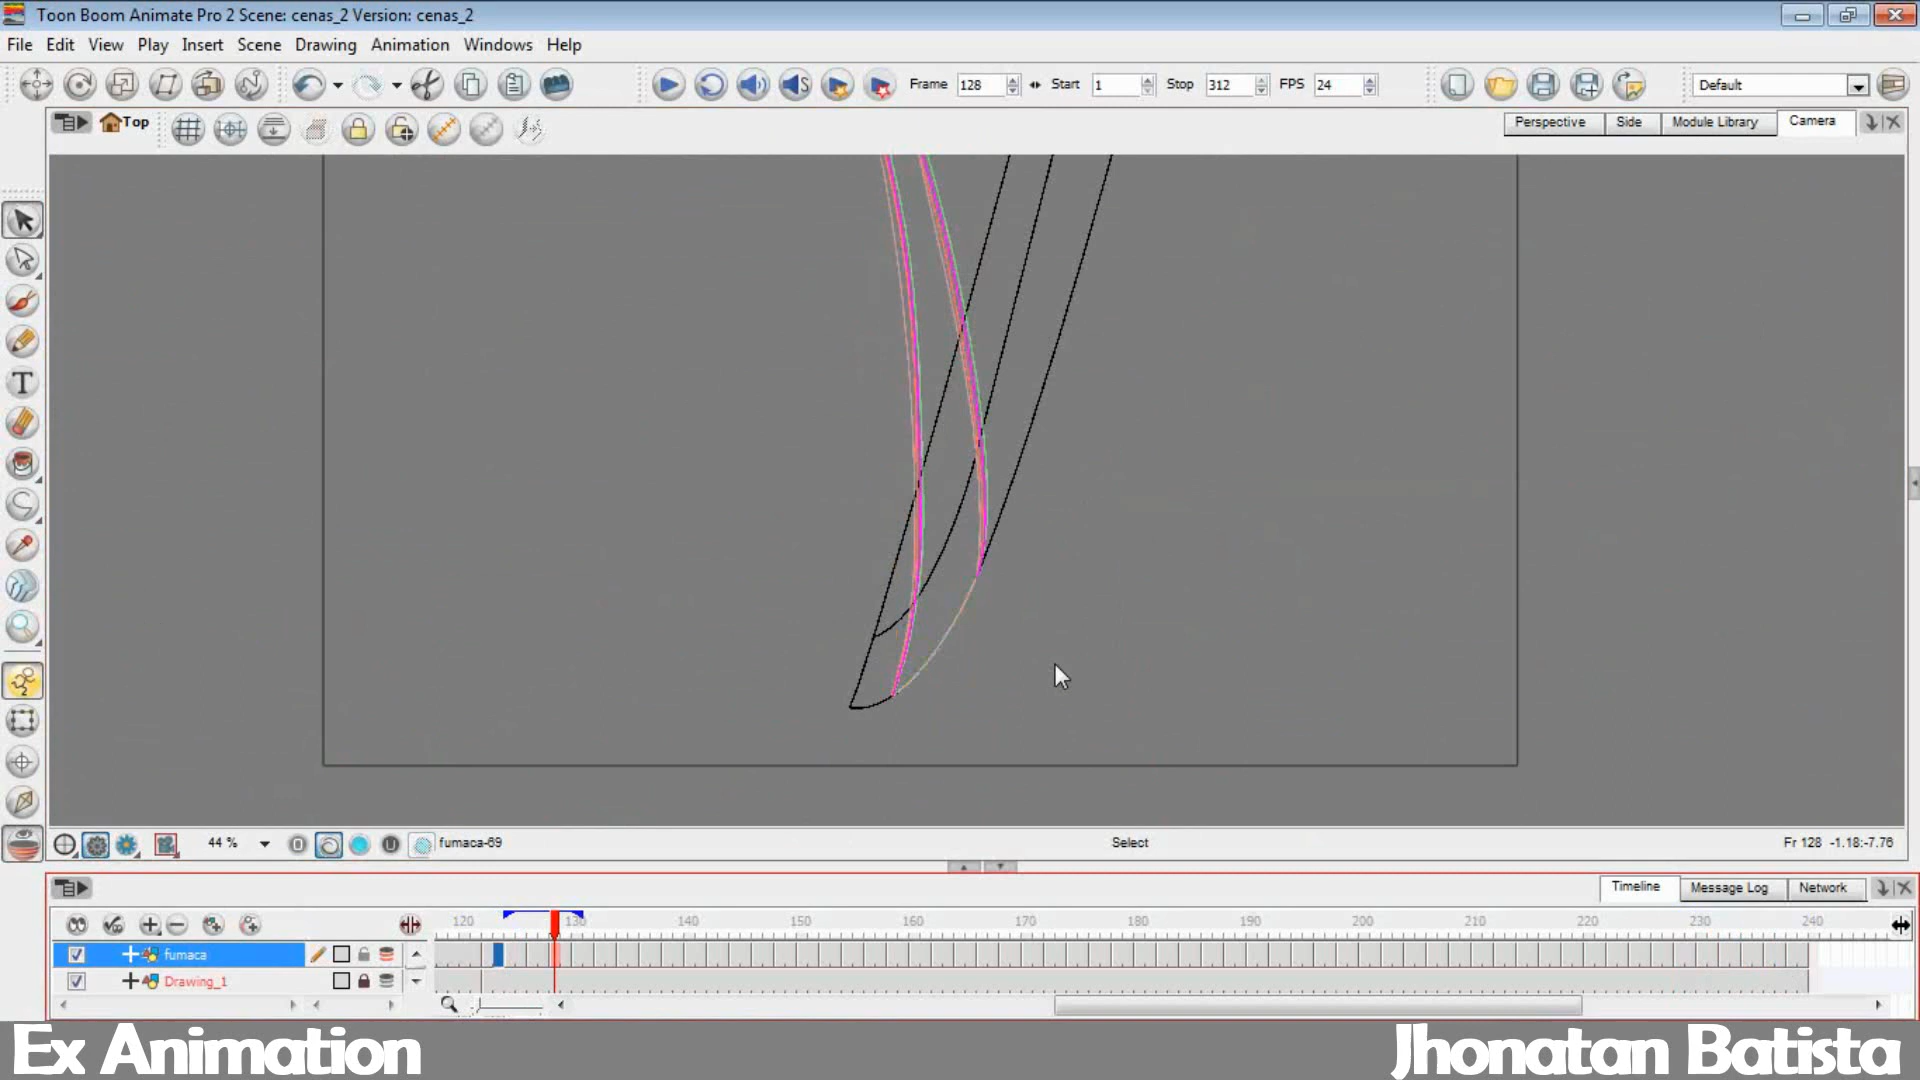 Toon Boom Animate Pro 2 Scene: cenas_2 Version: cenas_2
File Edit View Play Insert Scene Drawing Animation Windows Help
Frame 128 Start 1 Stop 312 FPS 24 Default
Top Perspective Side Module Library Camera
T
44 % fumaca-69 Select Fr 128 -1.18:-7.76
Timeline Message Log Network
120 130 140 150 160 170 180 190 200 210 220 230 240
fumaca
Drawing_1
Ex Animation Jhonatan Batista